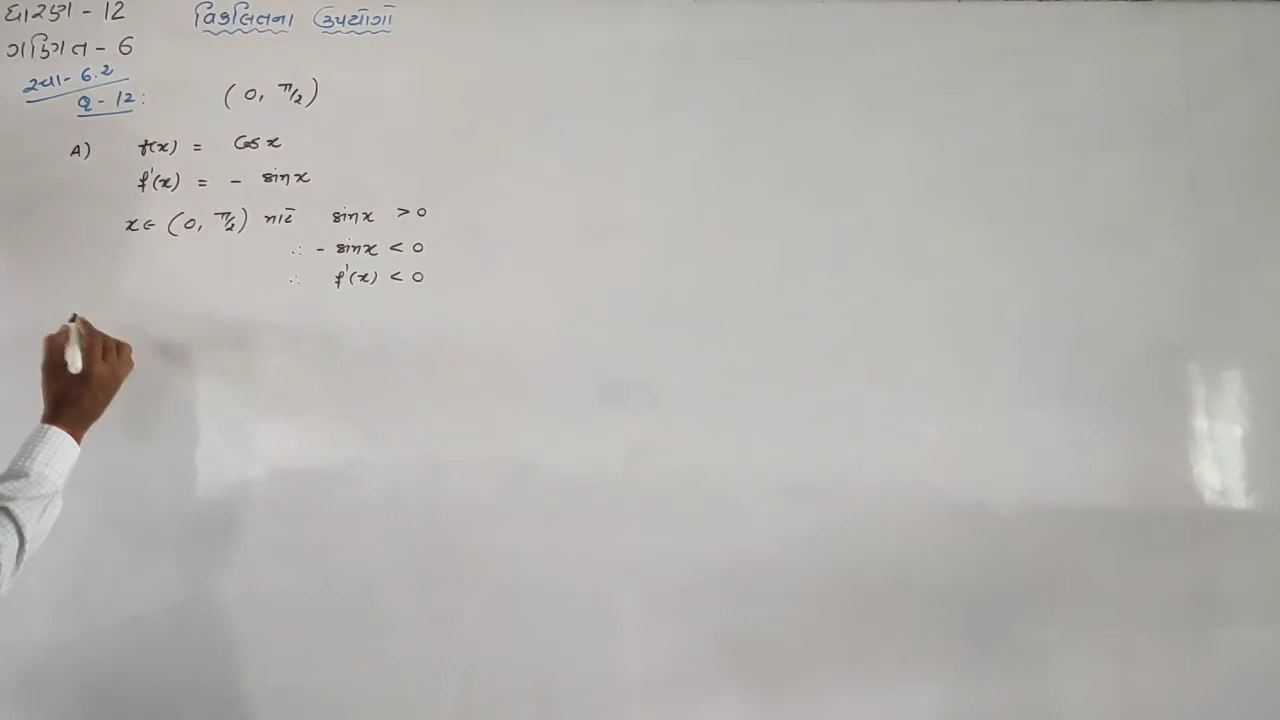 ધોરણ - 12
વિકલિતના ઉપયોગો
ગણિત - 6
સ્વા- 6.2
Q - 12 :
(0, π/2)
A) f(x) = Cos x
f'(x) = - sin x
x ∈ (0, π/2) માટે sin x > 0
∴ - sin x < 0
∴ f'(x) < 0